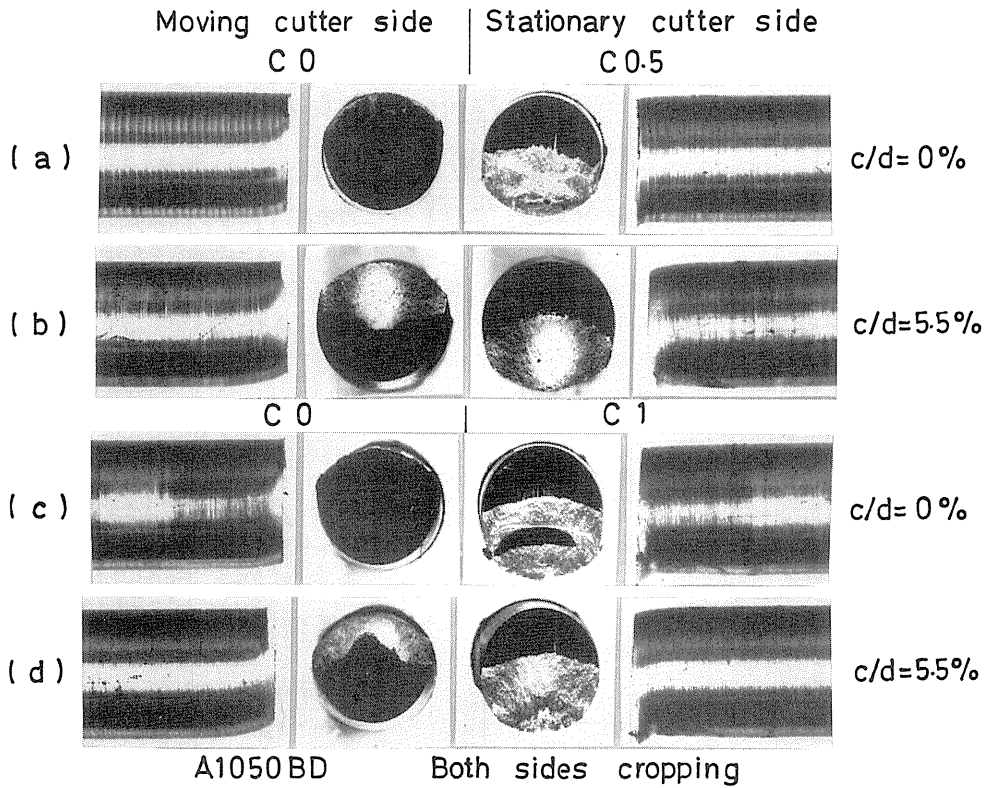 Moving cutter side
Stationary cutter side
C 0
C 0.5
(a)
c/d= 0 %
(b)
c/d=5.5%
C 0
C 1
(c)
c/d= 0 %
(d)
c/d=5.5%
A1050 BD
Both sides cropping